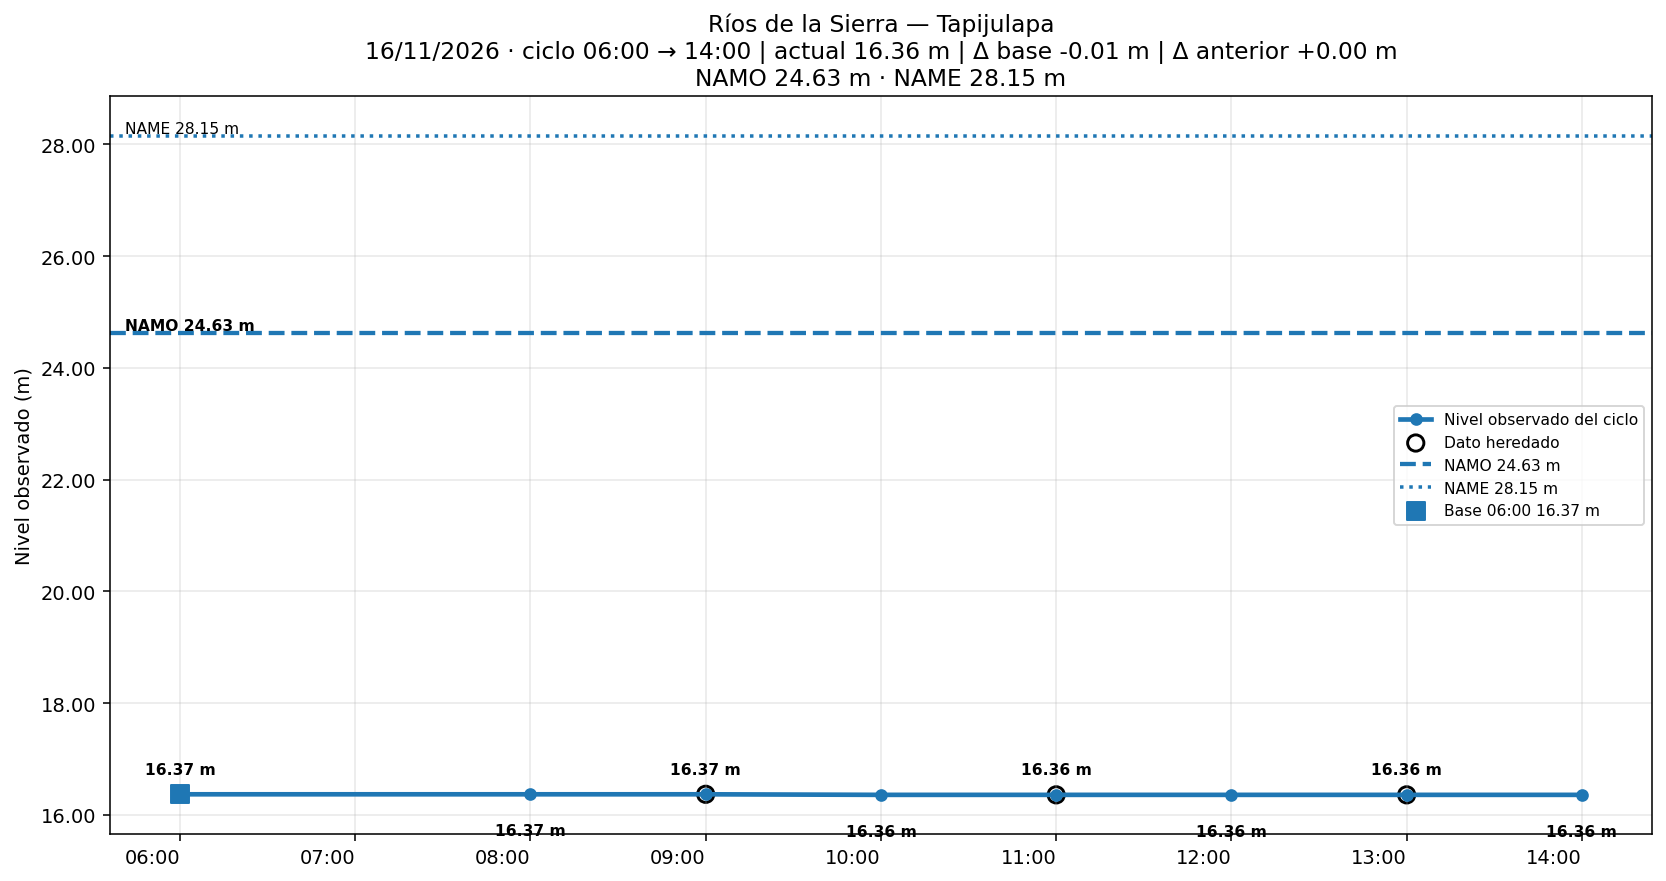 Ríos de la Sierra — Tapijulapa
16/11/2026 · ciclo 06:00 → 14:00 | actual 16.36 m | Δ base -0.01 m | Δ anterior +0.00 m
NAMO 24.63 m · NAME 28.15 m
NAME 28.15 m
28.00
26.00
NAMO 24.63 m
24.00
Nivel observado (m)
Nivel observado del ciclo
Dato heredado
NAMO 24.63 m
NAME 28.15 m
Base 06:00 16.37 m
22.00
20.00
18.00
16.37 m 16.37 m 16.36 m 16.36 m
16.00
16.37 m 16.36 m 16.36 m 16.36 m
06:00 07:00 08:00 09:00 10:00 11:00 12:00 13:00 14:00